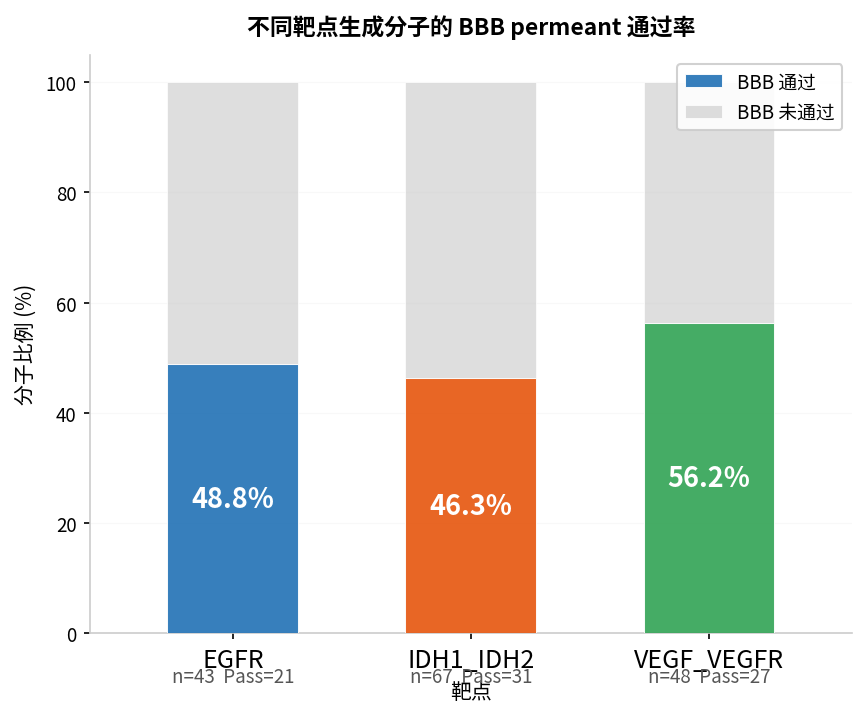 不同靶点生成分子的 BBB permeant 通过率
BBB 通过
BBB 未通过
分子比例 (%)
100
80
60
40
20
0
48.8%
46.3%
56.2%
EGFR
IDH1_IDH2
VEGF_VEGFR
n=43 Pass=21
n=67 Pass=31
n=48 Pass=27
靶点